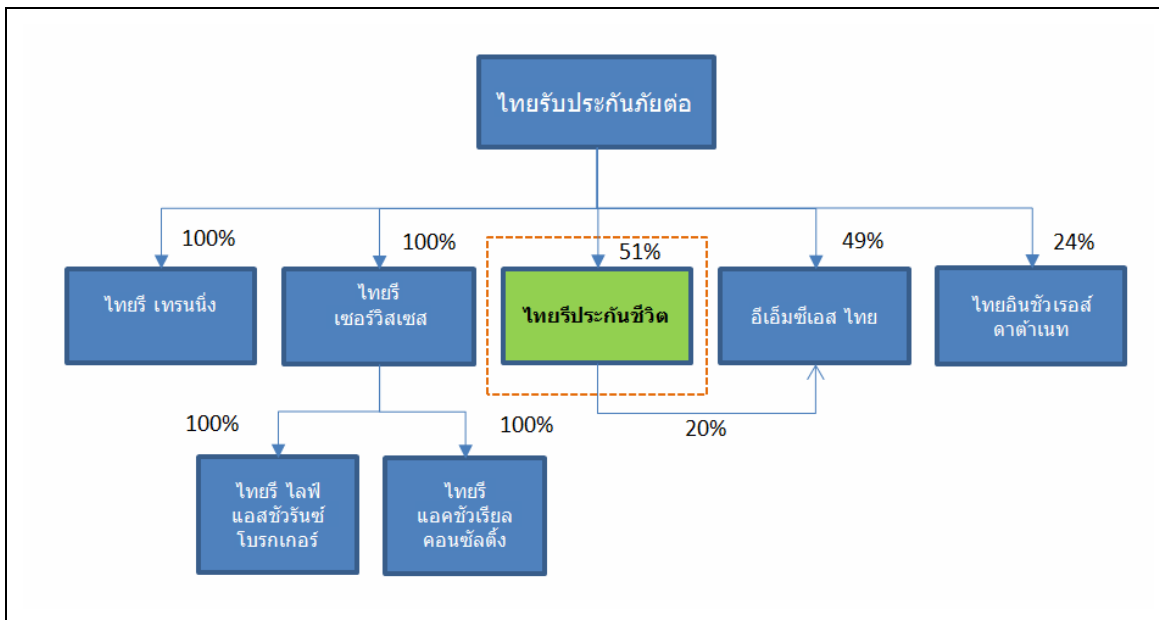 ไทยรับประกันภัยต่อ
100%
100%
51%
49%
24%
ไทยรี เทรนนิ่ง
ไทยรี
เซอร์วิสเซส
ไทยรีประกันชีวิต
อีเอ็มซีเอส ไทย
ไทยอินชัวเรอส์
ดาต้าเนท
100%
100%
20%
ไทยรี ไลฟ์
แอสชัวรันซ์
โบรกเกอร์
ไทยรี
แอคชัวเรียล
คอนซัลติ้ง